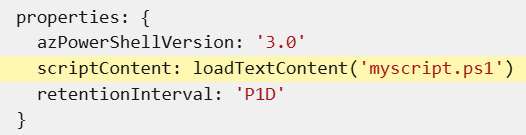 properties: {
  azPowerShellVersion: '3.0'
  scriptContent: loadTextContent('myscript.ps1')
  retentionInterval: 'P1D'
}